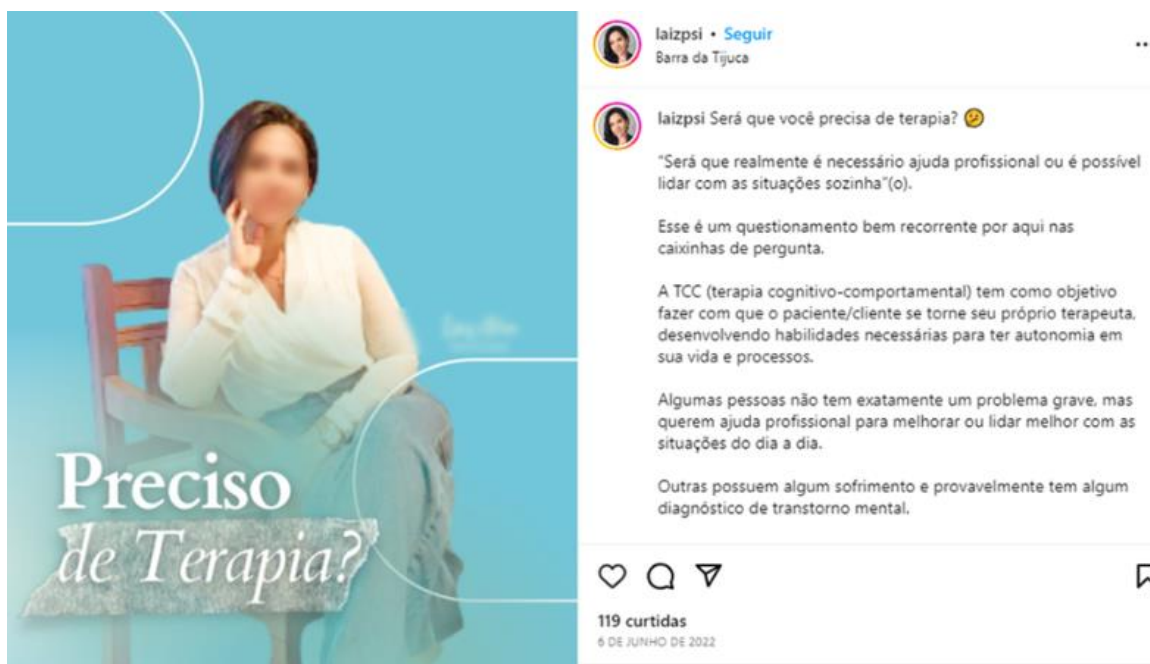 Preciso
de Terapia?
laizpsi • Seguir
Barra da Tijuca
laizpsi Será que você precisa de terapia? 🫤
"Será que realmente é necessário ajuda profissional ou é possível
lidar com as situações sozinha"(o).
Esse é um questionamento bem recorrente por aqui nas
caixinhas de pergunta.
A TCC (terapia cognitivo-comportamental) tem como objetivo
fazer com que o paciente/cliente se torne seu próprio terapeuta,
desenvolvendo habilidades necessárias para ter autonomia em
sua vida e processos.
Algumas pessoas não tem exatamente um problema grave, mas
querem ajuda profissional para melhorar ou lidar melhor com as
situações do dia a dia.
Outras possuem algum sofrimento e provavelmente tem algum
diagnóstico de transtorno mental.
119 curtidas
6 DE JUNHO DE 2022